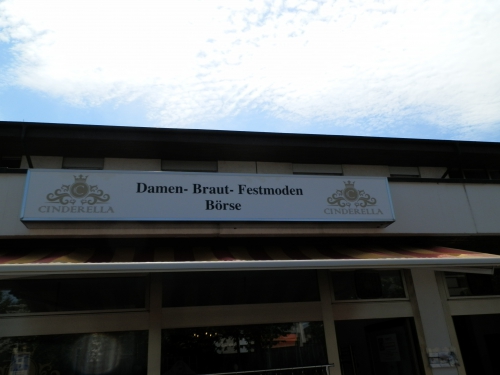 Damen- Braut- Festmoden
Börse
C
CINDERELLA
C
CINDERELLA